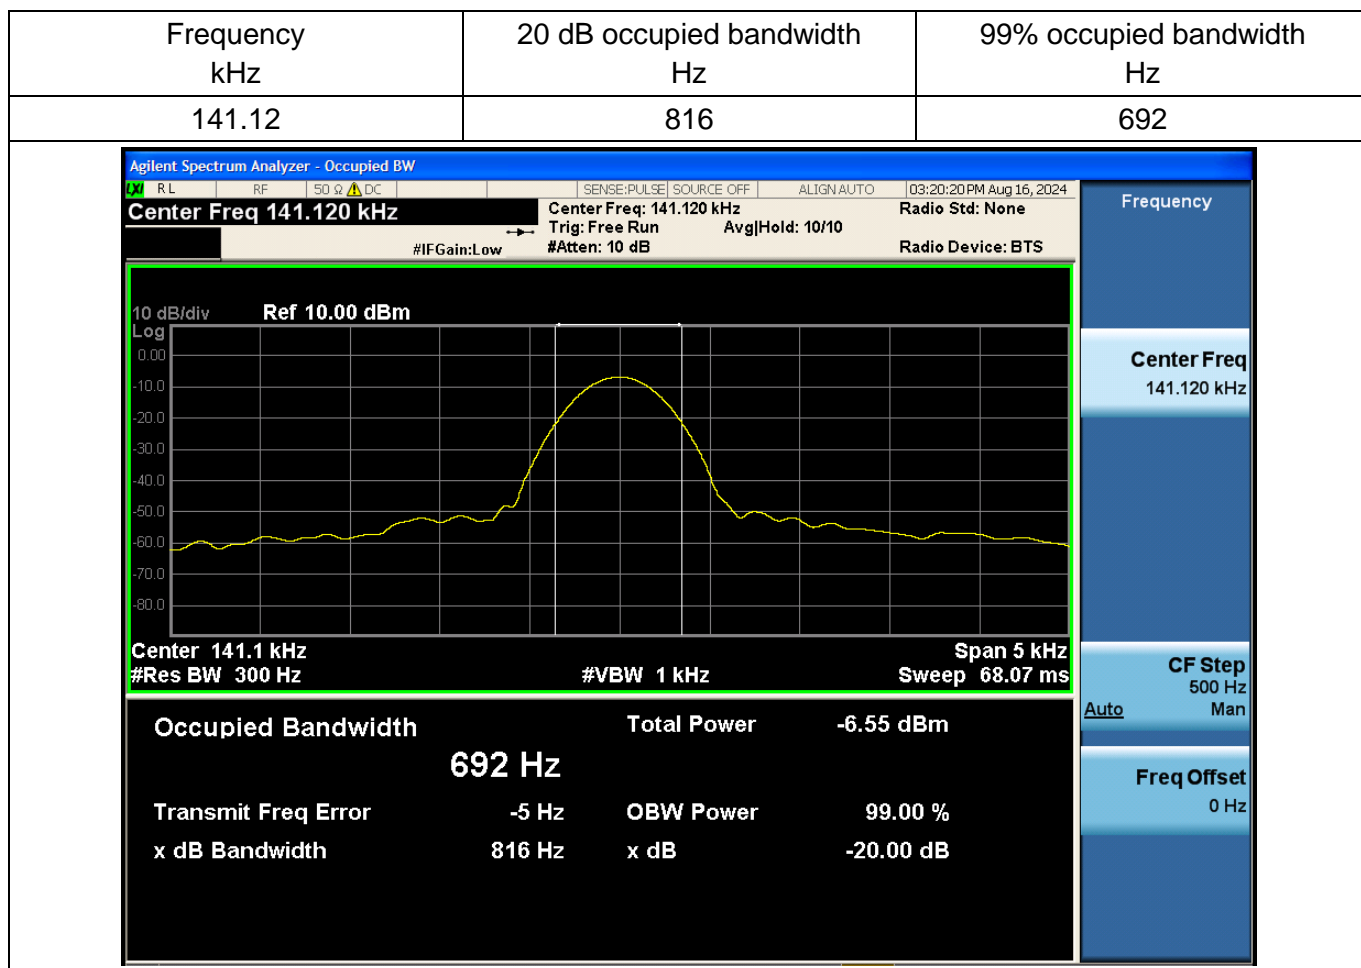 Frequency
kHz
20 dB occupied bandwidth
Hz
99% occupied bandwidth
Hz
141.12
816
692
Agilent Spectrum Analyzer - Occupied BW
LXI RL RF 50 Ω DC SENSE:PULSE SOURCE OFF ALIGN AUTO 03:20:20 PM Aug 16, 2024
Center Freq 141.120 kHz
Center Freq: 141.120 kHz
Radio Std: None
Trig: Free Run Avg|Hold: 10/10
#IFGain:Low
#Atten: 10 dB
Radio Device: BTS
Frequency
10 dB/div Ref 10.00 dBm
Log
0.00
-10.0
-20.0
-30.0
-40.0
-50.0
-60.0
-70.0
-80.0
Center 141.1 kHz Span 5 kHz
#Res BW 300 Hz #VBW 1 kHz Sweep 68.07 ms
Center Freq
141.120 kHz
CF Step
500 Hz
Auto Man
Freq Offset
0 Hz
Occupied Bandwidth Total Power -6.55 dBm
692 Hz
Transmit Freq Error -5 Hz OBW Power 99.00 %
x dB Bandwidth 816 Hz x dB -20.00 dB